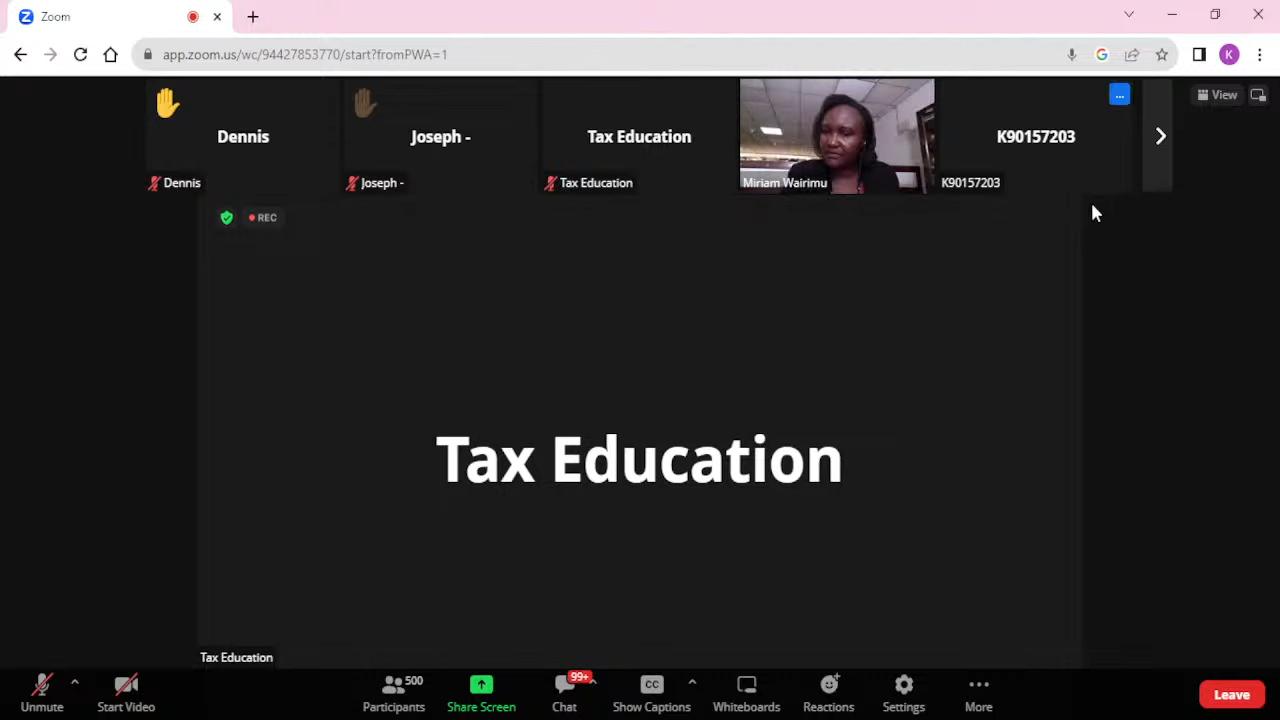 Zoom
app.zoom.us/wc/94427853770/start?fromPWA=1
K
Dennis
Joseph -
Tax Education
K90157203
...
View
Dennis
Joseph -
Tax Education
Miriam Wairimu
K90157203
REC
Tax Education
Tax Education
500
99+
CC
Unmute
Start Video
Participants
Share Screen
Chat
Show Captions
Whiteboards
Reactions
Settings
More
Leave